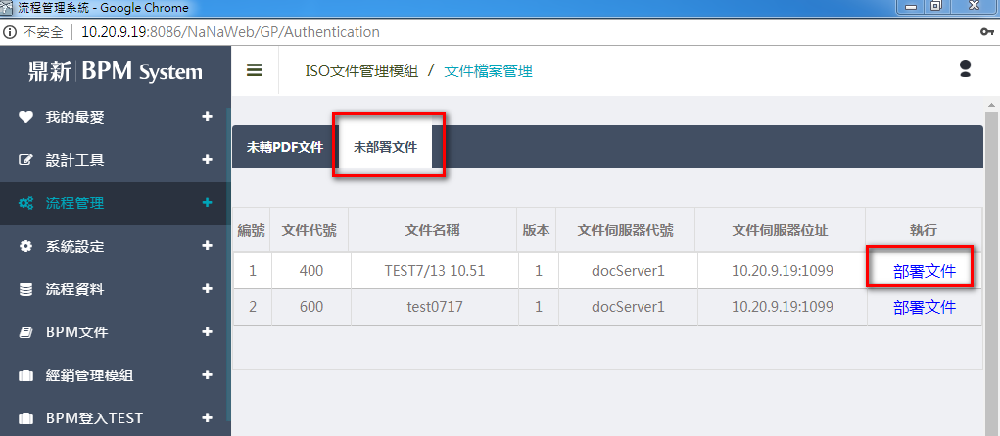 流程管理系統 - Google Chrome
不安全 | 10.20.9.19:8086/NaNaWeb/GP/Authentication
鼎新 BPM System
ISO文件管理模組 / 文件檔案管理
我的最愛 +
設計工具 +
流程管理 +
系統設定 +
流程資料 +
BPM文件 +
經銷管理模組 +
BPM登入TEST +
未轉PDF文件 未部署文件
編號 文件代號 文件名稱 版本 文件伺服器代號 文件伺服器位址 執行
1 400 TEST7/13 10.51 1 docServer1 10.20.9.19:1099 部署文件
2 600 test0717 1 docServer1 10.20.9.19:1099 部署文件